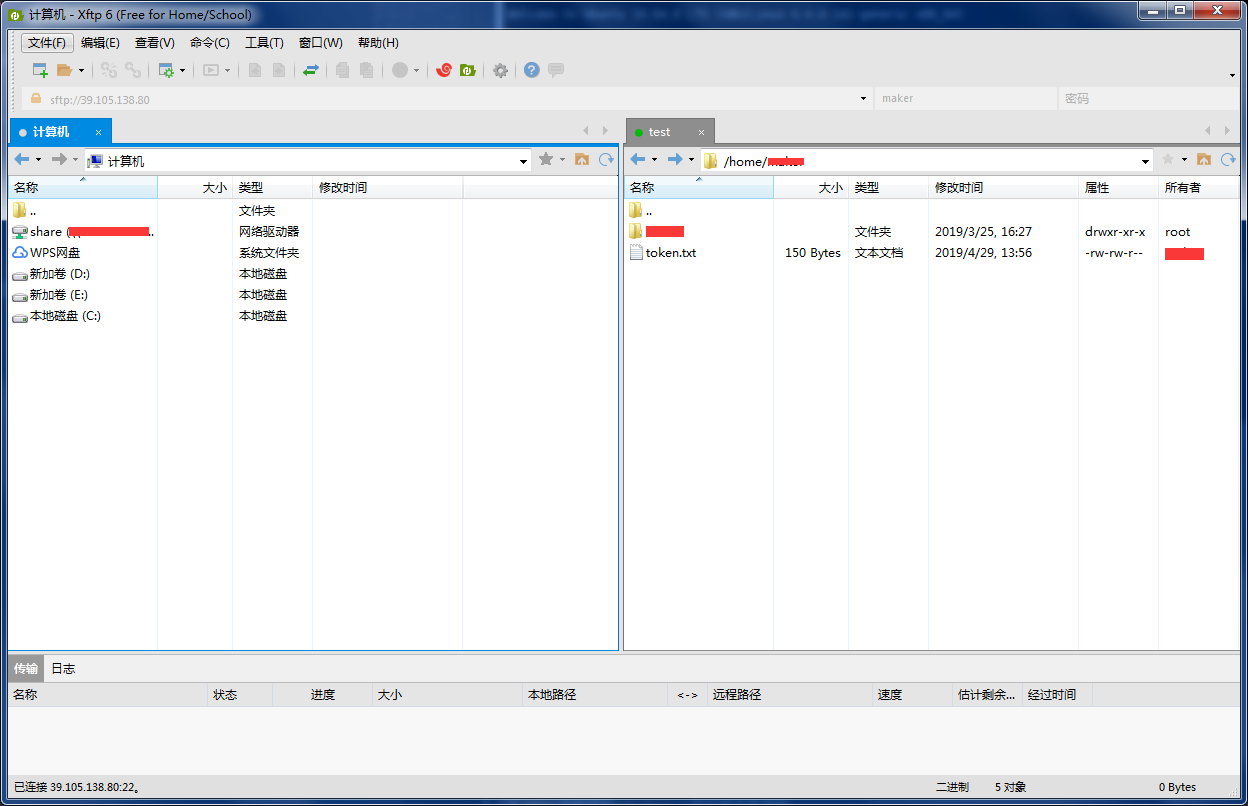 计算机 - Xftp 6 (Free for Home/School)
文件(F) 编辑(E) 查看(V) 命令(C) 工具(T) 窗口(W) 帮助(H)
sftp://39.105.138.80 maker 密码
计算机 × test ×
计算机 /home/
名称 大小 类型 修改时间 名称 大小 类型 修改时间 属性 所有者
.. 文件夹 ..
share ( .. 网络驱动器 文件夹 2019/3/25, 16:27 drwxr-xr-x root
WPS网盘 系统文件夹 token.txt 150 Bytes 文本文档 2019/4/29, 13:56 -rw-rw-r--
新加卷 (D:) 本地磁盘
新加卷 (E:) 本地磁盘
本地磁盘 (C:) 本地磁盘
传输 日志
名称 状态 进度 大小 本地路径 <-> 远程路径 速度 估计剩余... 经过时间
已连接 39.105.138.80:22。 二进制 5 对象 0 Bytes